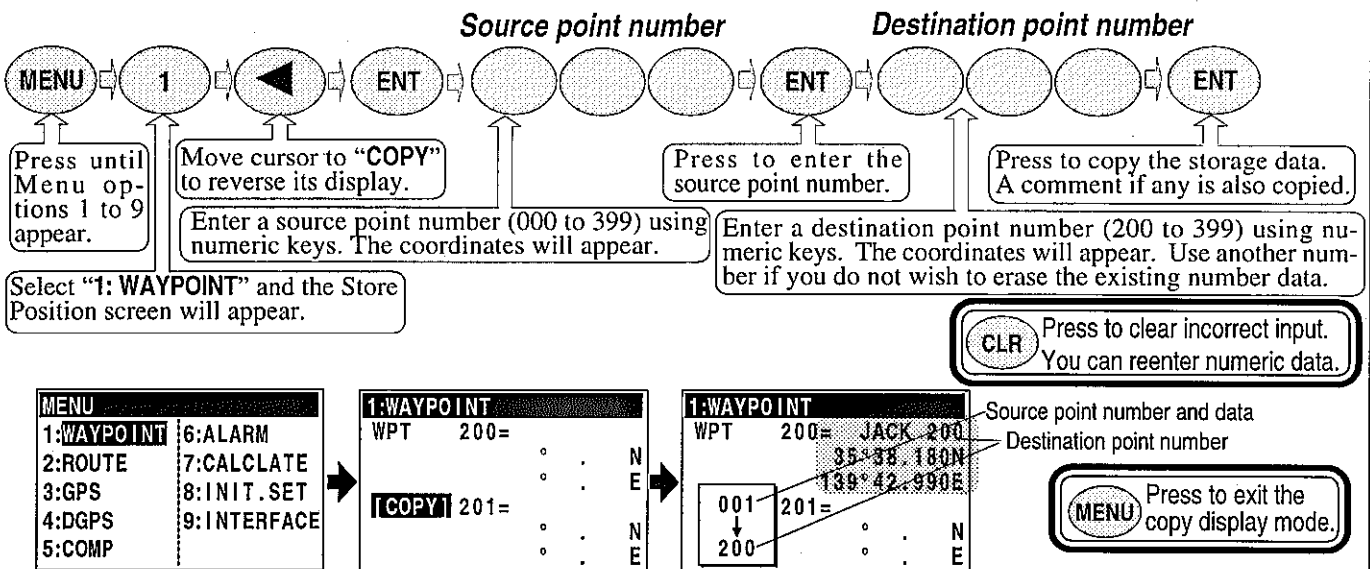 Source point number
Destination point number
MENU 1 ENT ENT ENT
Press until
Menu op-
tions 1 to 9
appear.
Move cursor to “COPY”
to reverse its display.
Press to enter the
source point number.
Press to copy the storage data.
A comment if any is also copied.
Enter a source point number (000 to 399) using
numeric keys. The coordinates will appear.
Enter a destination point number (200 to 399) using nu-
meric keys. The coordinates will appear. Use another num-
ber if you do not wish to erase the existing number data.
Select “1: WAYPOINT” and the Store
Position screen will appear.
CLR
Press to clear incorrect input.
You can reenter numeric data.
MENU
1:WAYPOINT
2:ROUTE
3:GPS
4:DGPS
5:COMP
6:ALARM
7:CALCLATE
8:INIT.SET
9:INTERFACE
1:WAYPOINT
WPT 200=
° . N
° . E
[COPY] 201=
° . N
° . E
1:WAYPOINT
WPT 200= JACK 200
35°38.180N
139°42.990E
001
↓
200
201=
° . N
° . E
Source point number and data
Destination point number
MENU
Press to exit the
copy display mode.